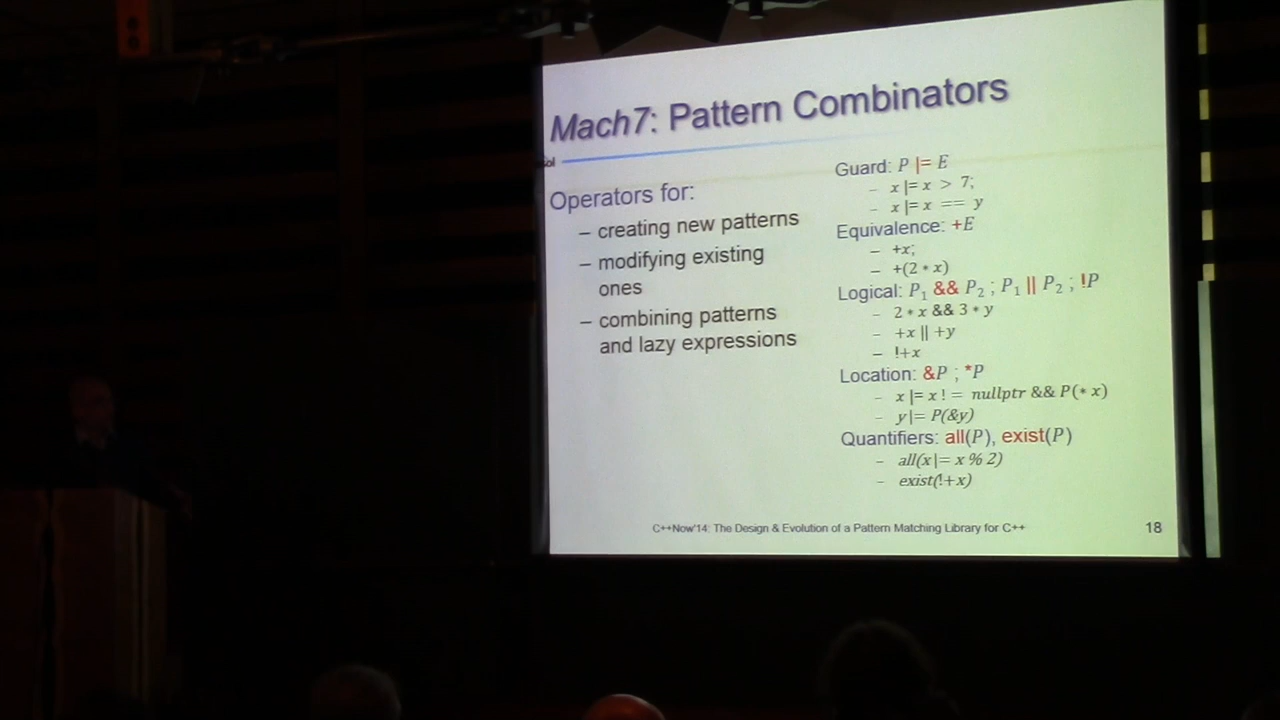 Mach7: Pattern Combinators
Operators for:
– creating new patterns
– modifying existing
ones
– combining patterns
and lazy expressions
Guard: P |= E
– x |= x > 7;
– x |= x == y
Equivalence: +E
– +x;
– +(2 * x)
Logical: P₁ && P₂ ; P₁ || P₂ ; !P
– 2 * x && 3 * y
– +x || +y
– !+x
Location: &P ; *P
– x |= x != nullptr && P(* x)
– y |= P(&y)
Quantifiers: all(P), exist(P)
– all(x |= x % 2)
– exist(!+x)
C++Now'14: The Design & Evolution of a Pattern Matching Library for C++
18